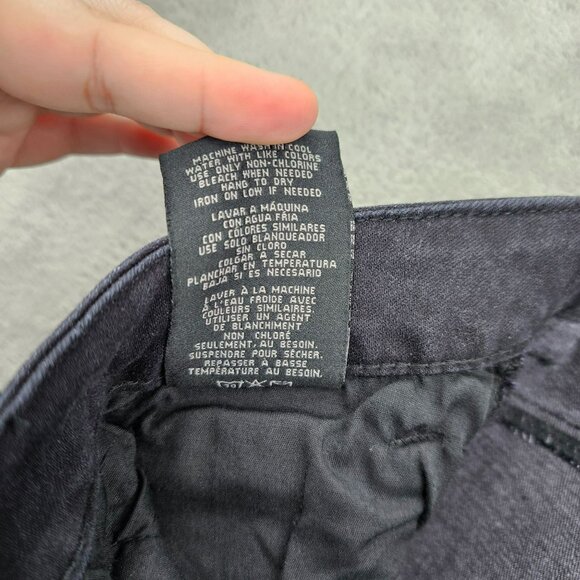 MACHINE WASH IN COOL
WATER WITH LIKE COLORS
USE ONLY NON-CHLORINE
BLEACH WHEN NEEDED
HANG TO DRY
IRON ON LOW IF NEEDED
LAVAR A MÁQUINA
CON AGUA FRIA
CON COLORES SIMILARES
USE SOLO BLANQUEADOR
SIN CLORO
COLGAR A SECAR
PLANCHAR EN TEMPERATURA
BAJA SI ES NECESARIO
LAVER À LA MACHINE
À L'EAU FROIDE AVEC
COULEURS SIMILAIRES.
UTILISER UN AGENT
DE BLANCHIMENT
NON CHLORÉ
SEULEMENT, AU BESOIN.
SUSPENDRE POUR SÉCHER.
REPASSER À BASSE
TEMPÉRATURE AU BESOIN.